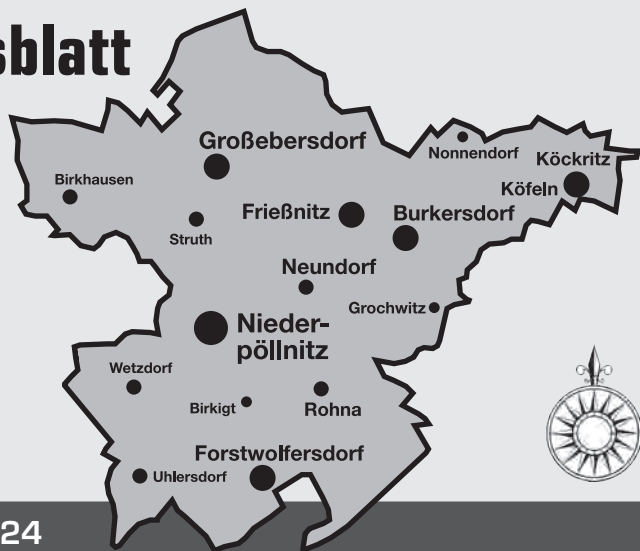 sblatt
Großebersdorf
Nonnendorf
Köckritz
Birkhausen
Köfeln
Frießnitz
Burkersdorf
Struth
Neundorf
Grochwitz
Nieder-
pöllnitz
Wetzdorf
Birkigt
Rohna
Forstwolfersdorf
Uhlersdorf
24